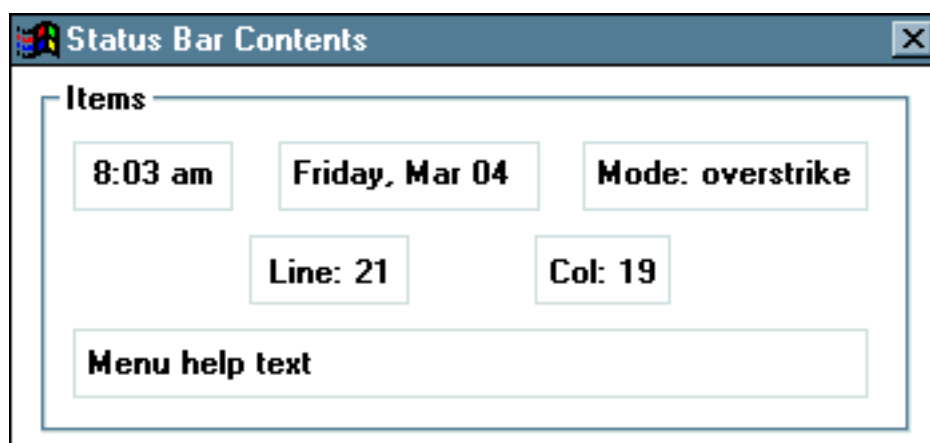 Status Bar Contents
Items
8:03 am Friday, Mar 04 Mode: overstrike
Line: 21 Col: 19
Menu help text